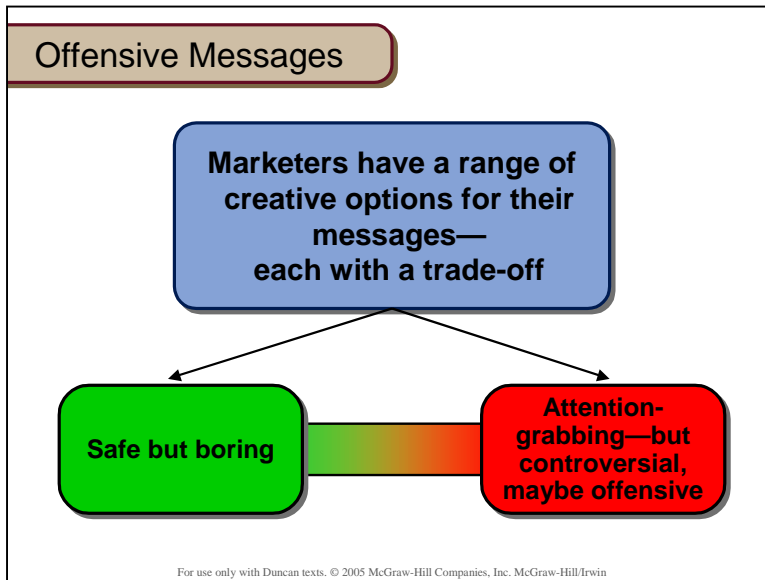 Offensive Messages
Marketers have a range of
creative options for their
messages—
each with a trade-off
Safe but boring
Attention-
grabbing—but
controversial,
maybe offensive
For use only with Duncan texts. © 2005 McGraw-Hill Companies, Inc. McGraw-Hill/Irwin